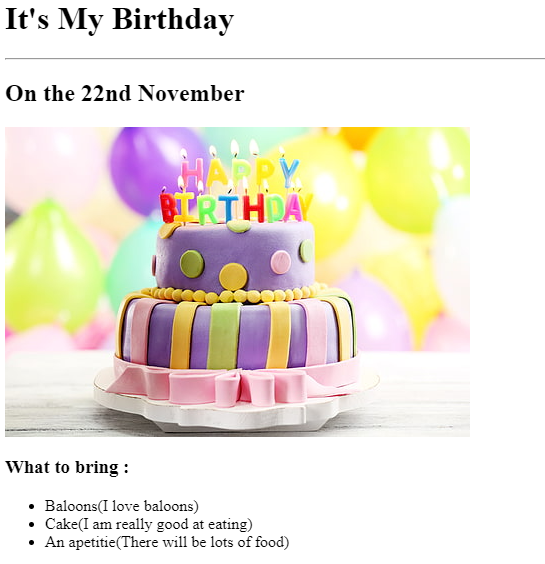 It's My Birthday
On the 22nd November
HAPPY
BIRTHDAY
What to bring :
Baloons(I love baloons)
Cake(I am really good at eating)
An apetitie(There will be lots of food)